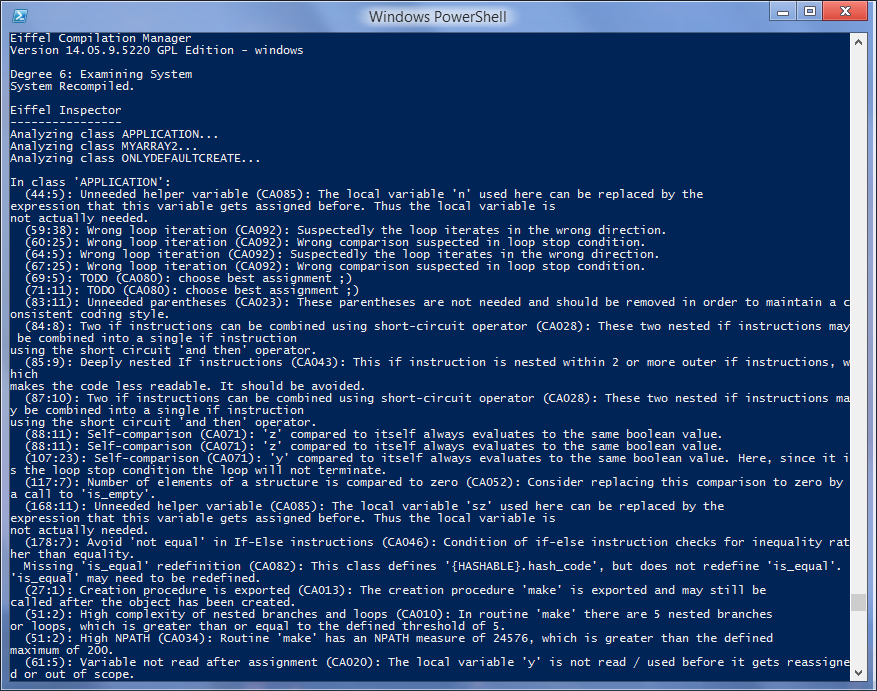 Windows PowerShell
Eiffel Compilation Manager
Version 14.05.9.5220 GPL Edition - windows
Degree 6: Examining System
System Recompiled.
Eiffel Inspector
----------------
Analyzing class APPLICATION...
Analyzing class MYARRAY2...
Analyzing class ONLYDEFAULTCREATE...
In class 'APPLICATION':
  (44:5): Unneeded helper variable (CA085): The local variable 'n' used here can be replaced by the
expression that this variable gets assigned before. Thus the local variable is
not actually needed.
  (59:38): Wrong loop iteration (CA092): Suspectedly the loop iterates in the wrong direction.
  (60:25): Wrong loop iteration (CA092): Wrong comparison suspected in loop stop condition.
  (64:5): Wrong loop iteration (CA092): Suspectedly the loop iterates in the wrong direction.
  (67:25): Wrong loop iteration (CA092): Wrong comparison suspected in loop stop condition.
  (69:5): TODO (CA080): choose best assignment ;)
  (71:11): TODO (CA080): choose best assignment ;)
  (83:11): Unneeded parentheses (CA023): These parentheses are not needed and should be removed in order to maintain a c
onsistent coding style.
  (84:8): Two if instructions can be combined using short-circuit operator (CA028): These two nested if instructions may
 be combined into a single if instruction
using the short circuit 'and then' operator.
  (85:9): Deeply nested If instructions (CA043): This if instruction is nested within 2 or more outer if instructions, w
hich
makes the code less readable. It should be avoided.
  (87:10): Two if instructions can be combined using short-circuit operator (CA028): These two nested if instructions ma
y be combined into a single if instruction
using the short circuit 'and then' operator.
  (88:11): Self-comparison (CA071): 'z' compared to itself always evaluates to the same boolean value.
  (88:11): Self-comparison (CA071): 'z' compared to itself always evaluates to the same boolean value.
  (107:23): Self-comparison (CA071): 'y' compared to itself always evaluates to the same boolean value. Here, since it i
s the loop stop condition the loop will not terminate.
  (117:7): Number of elements of a structure is compared to zero (CA052): Consider replacing this comparison to zero by
a call to 'is_empty'.
  (168:11): Unneeded helper variable (CA085): The local variable 'sz' used here can be replaced by the
expression that this variable gets assigned before. Thus the local variable is
not actually needed.
  (178:7): Avoid 'not equal' in If-Else instructions (CA046): Condition of if-else instruction checks for inequality rat
her than equality.
  Missing 'is_equal' redefinition (CA082): This class defines '{HASHABLE}.hash_code', but does not redefine 'is_equal'.
'is_equal' may need to be redefined.
  (27:1): Creation procedure is exported (CA013): The creation procedure 'make' is exported and may still be
called after the object has been created.
  (51:2): High complexity of nested branches and loops (CA010): In routine 'make' there are 5 nested branches
or loops, which is greater than or equal to the defined threshold of 5.
  (51:2): High NPATH (CA034): Routine 'make' has an NPATH measure of 24576, which is greater than the defined
maximum of 200.
  (61:5): Variable not read after assignment (CA020): The local variable 'y' is not read / used before it gets reassigne
d or out of scope.